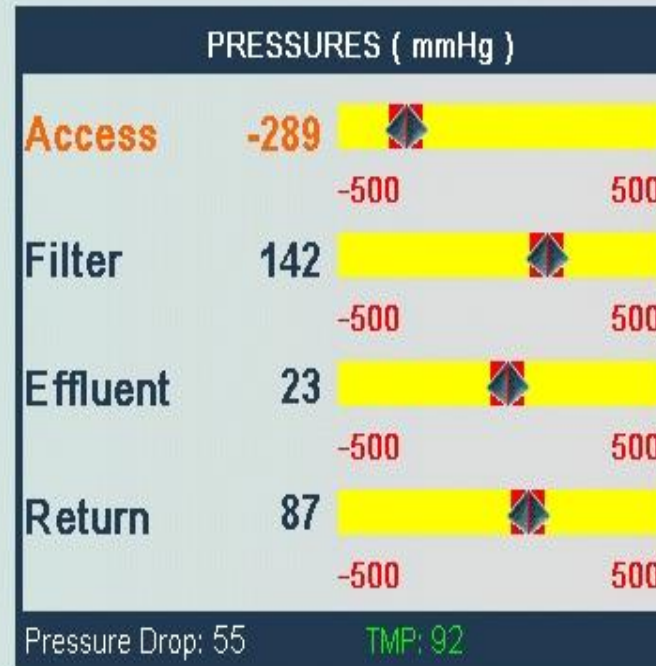 PRESSURES ( mmHg )
Access -289
-500 500
Filter 142
-500 500
Effluent 23
-500 500
Return 87
-500 500
Pressure Drop: 55 TMP: 92